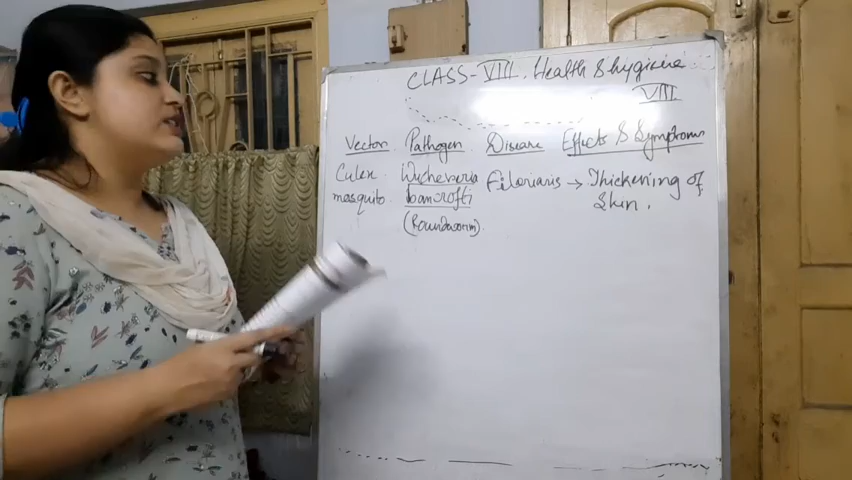 CLASS-VIII. Health & hygiene
VIII
Vector Pathogen Disease Effects & Symptoms
Culex Wuchereria Filariasis → Thickening of
mosquito. bancrofti Skin.
(Roundworm)